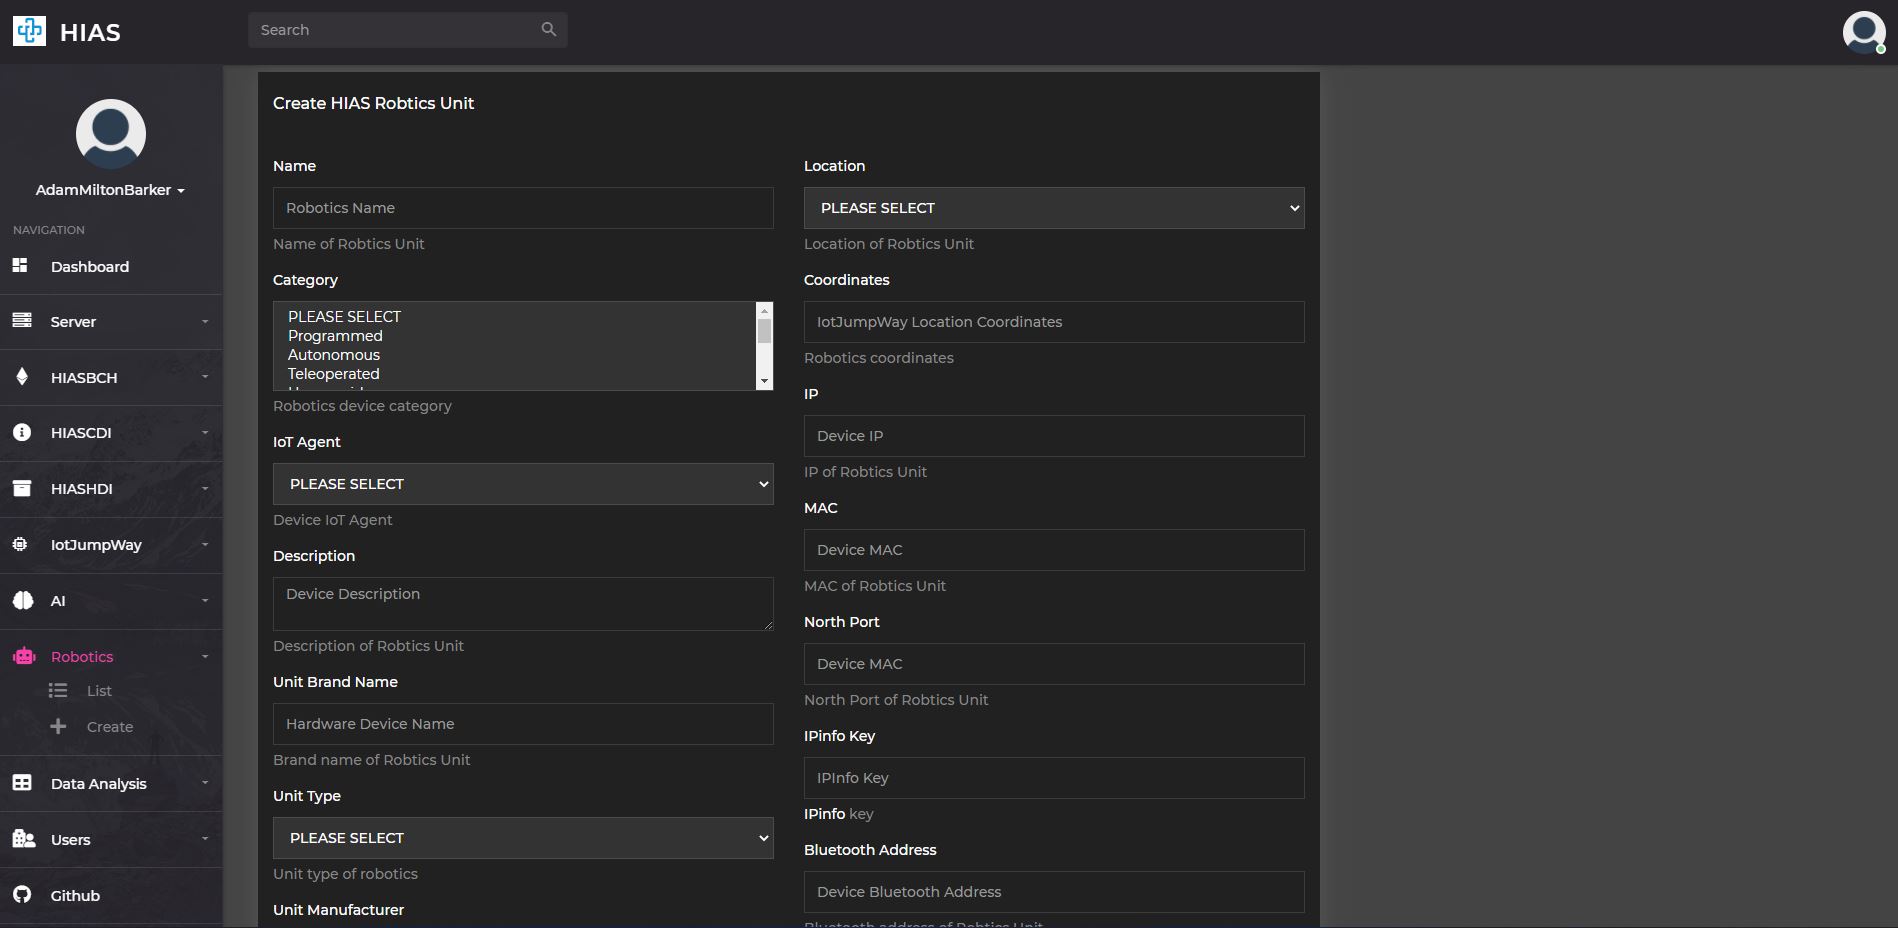 HIAS
Search
AdamMiltonBarker
NAVIGATION
Dashboard
Server
HIASBCH
HIASCDI
HIASHDI
IotJumpWay
AI
Robotics
List
Create
Data Analysis
Users
Github
Create HIAS Robtics Unit
Name
Robotics Name
Name of Robtics Unit
Category
PLEASE SELECT
Programmed
Autonomous
Teleoperated
Robotics device category
IoT Agent
PLEASE SELECT
Device IoT Agent
Description
Device Description
Description of Robtics Unit
Unit Brand Name
Hardware Device Name
Brand name of Robtics Unit
Unit Type
PLEASE SELECT
Unit type of robotics
Unit Manufacturer
Location
PLEASE SELECT
Location of Robtics Unit
Coordinates
IotJumpWay Location Coordinates
Robotics coordinates
IP
Device IP
IP of Robtics Unit
MAC
Device MAC
MAC of Robtics Unit
North Port
Device MAC
North Port of Robtics Unit
IPinfo Key
IPInfo Key
IPinfo key
Bluetooth Address
Device Bluetooth Address
Bluetooth address of Robtics Unit